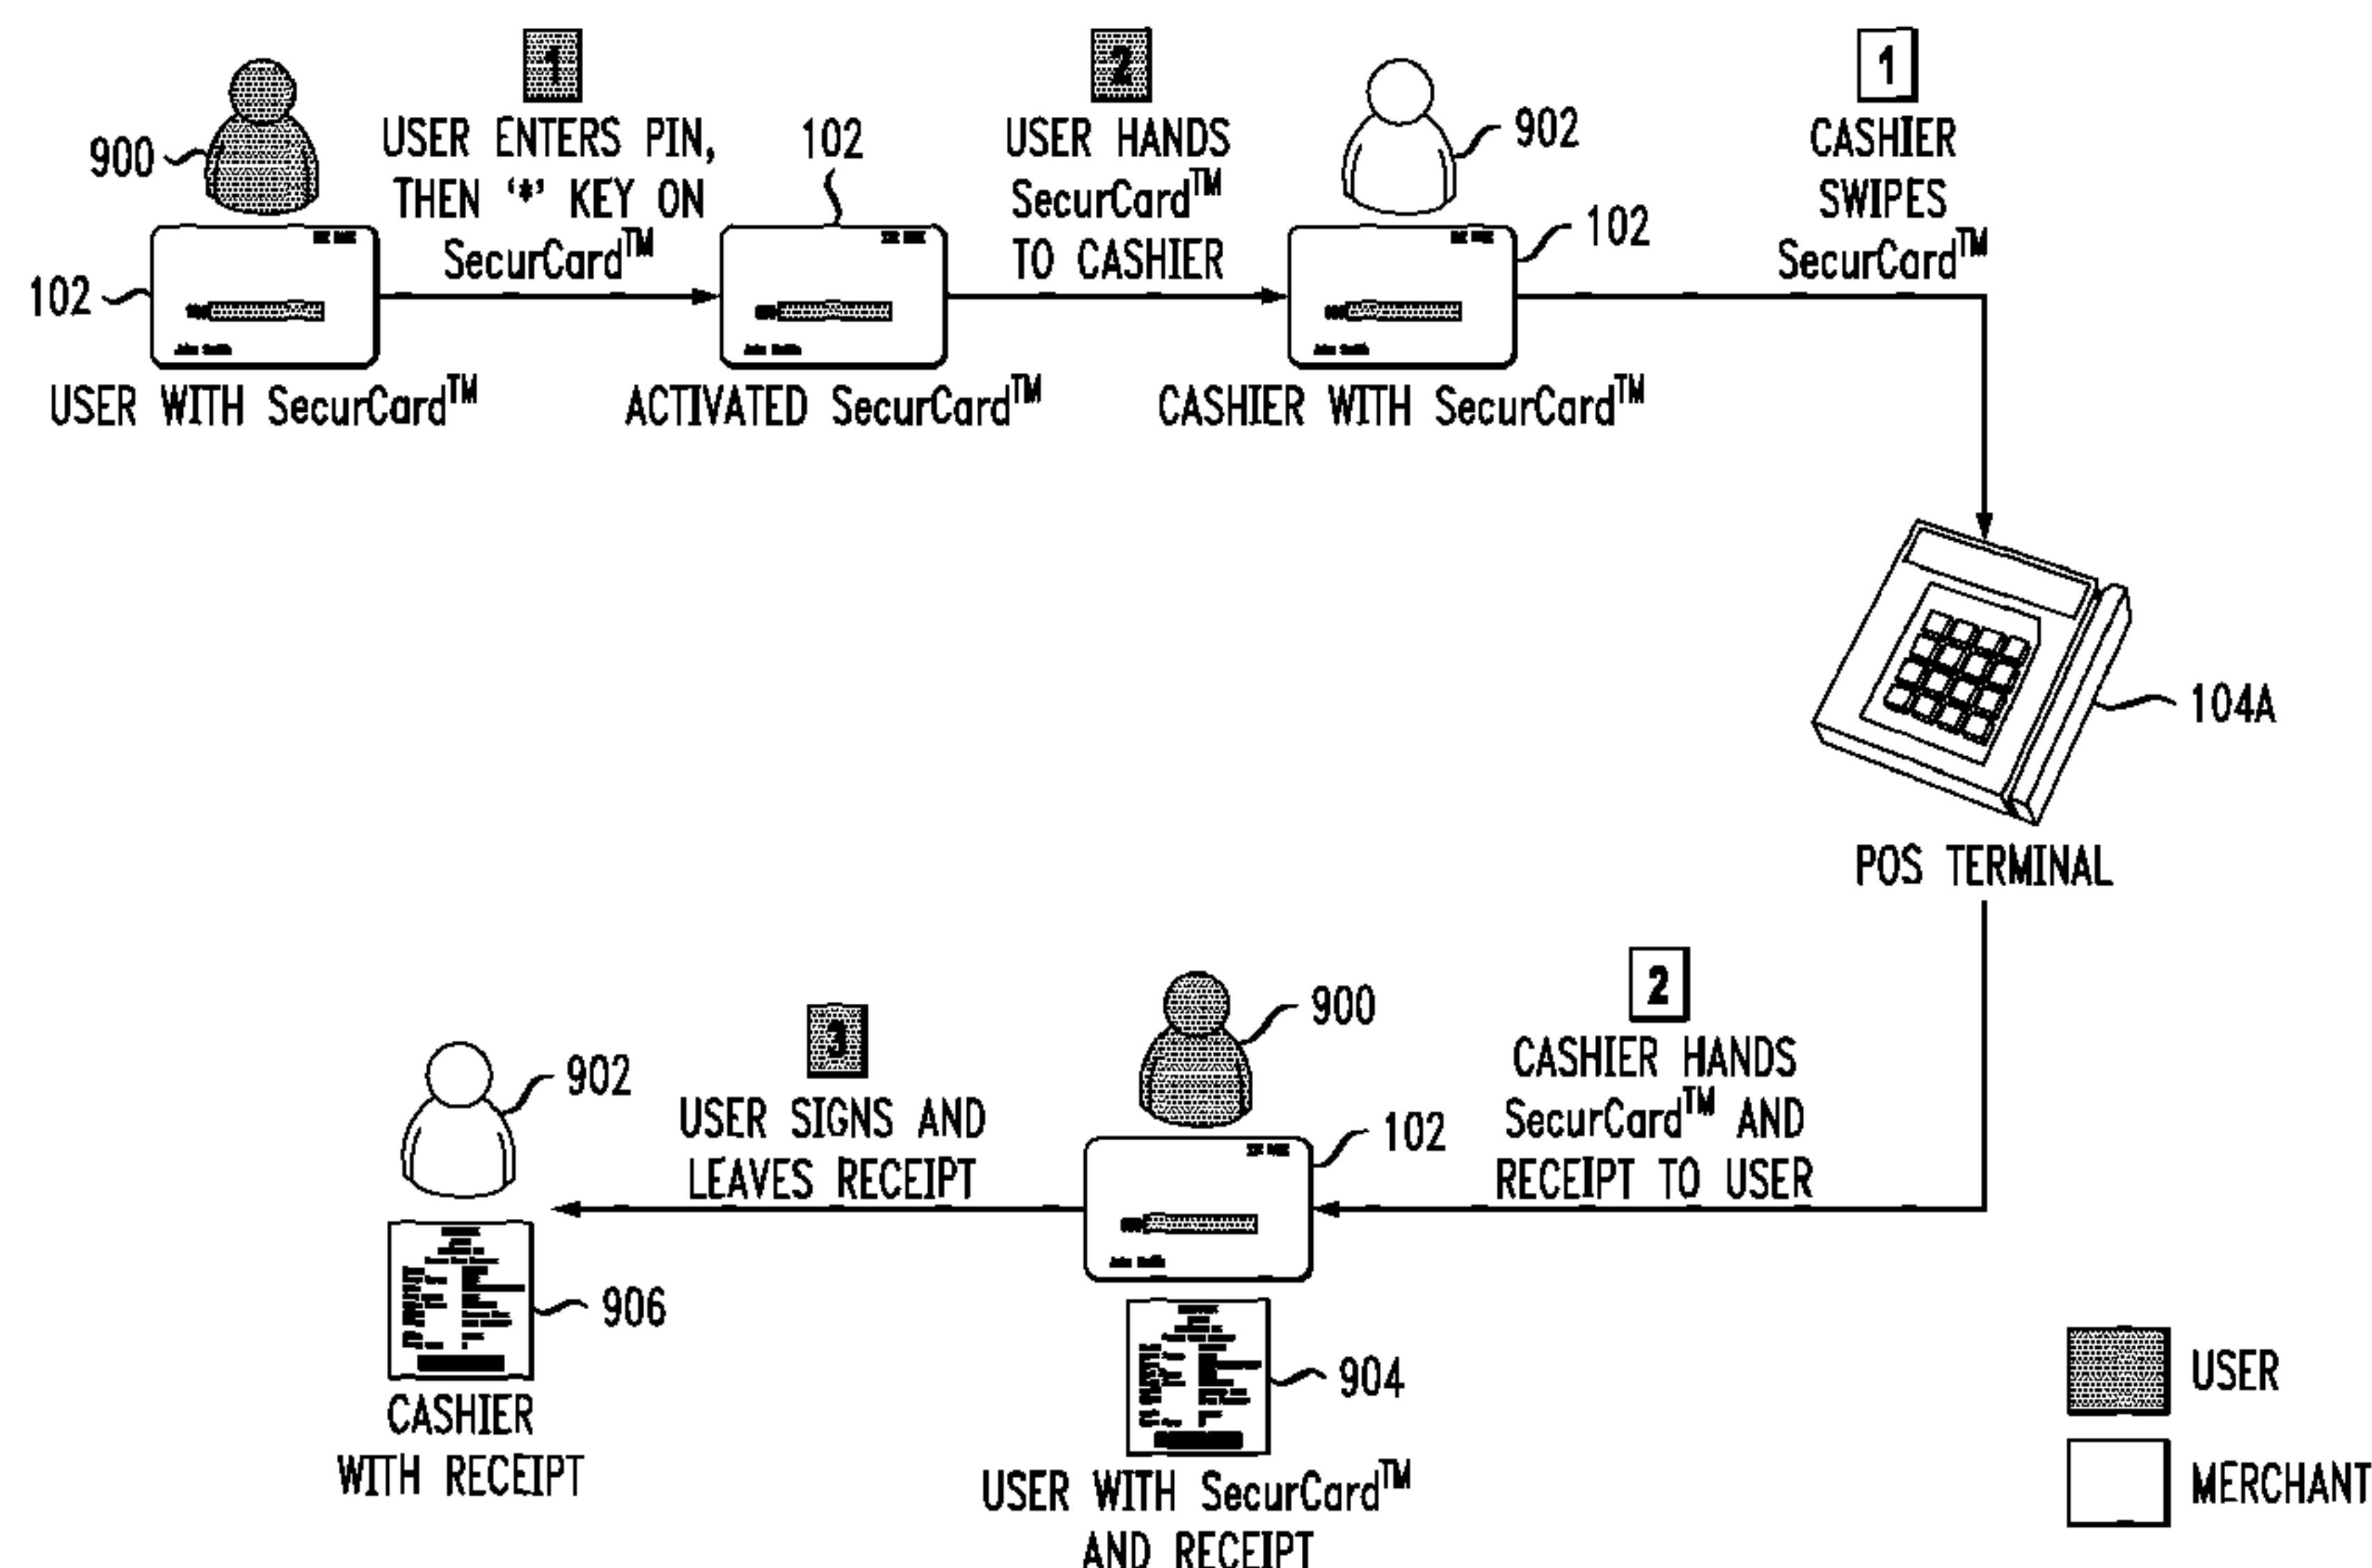 1
USER ENTERS PIN,
THEN ‘*’ KEY ON
SecurCard™
2
USER HANDS
SecurCard™
TO CASHIER
1
CASHIER
SWIPES
SecurCard™
900
102
902
102
102
USER WITH SecurCard™
ACTIVATED SecurCard™
CASHIER WITH SecurCard™
104A
POS TERMINAL
2
CASHIER HANDS
SecurCard™ AND
RECEIPT TO USER
900
102
3
USER SIGNS AND
LEAVES RECEIPT
902
906
CASHIER
WITH RECEIPT
904
USER WITH SecurCard™
AND RECEIPT
USER
MERCHANT